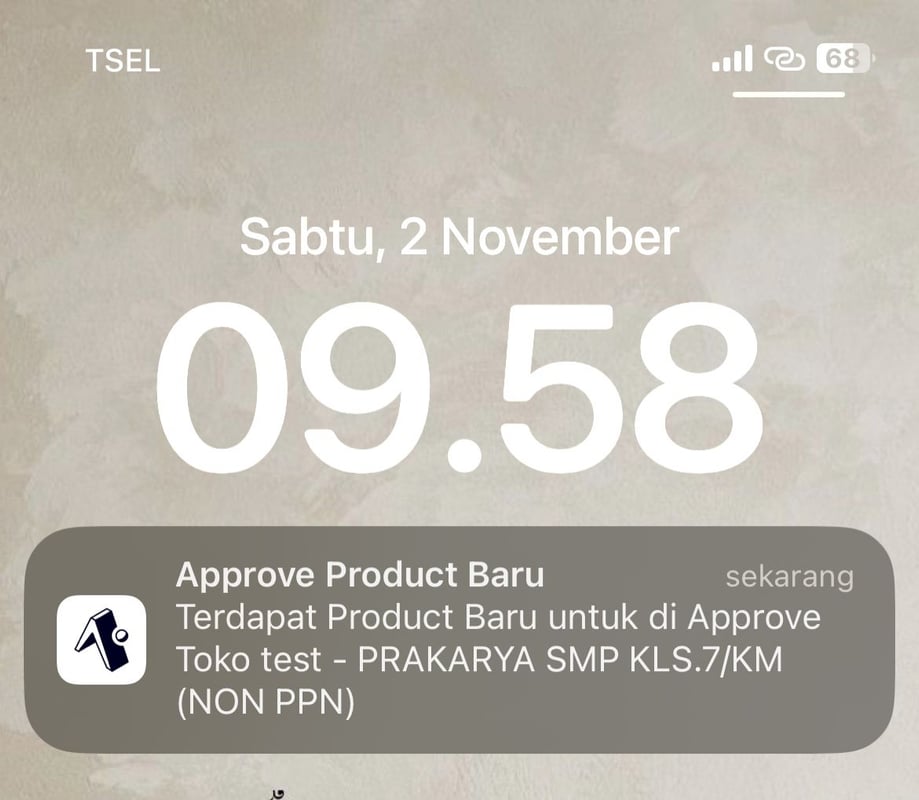 TSEL
68
Sabtu, 2 November
09.58
Approve Product Baru
sekarang
Terdapat Product Baru untuk di Approve
Toko test - PRAKARYA SMP KLS.7/KM
(NON PPN)